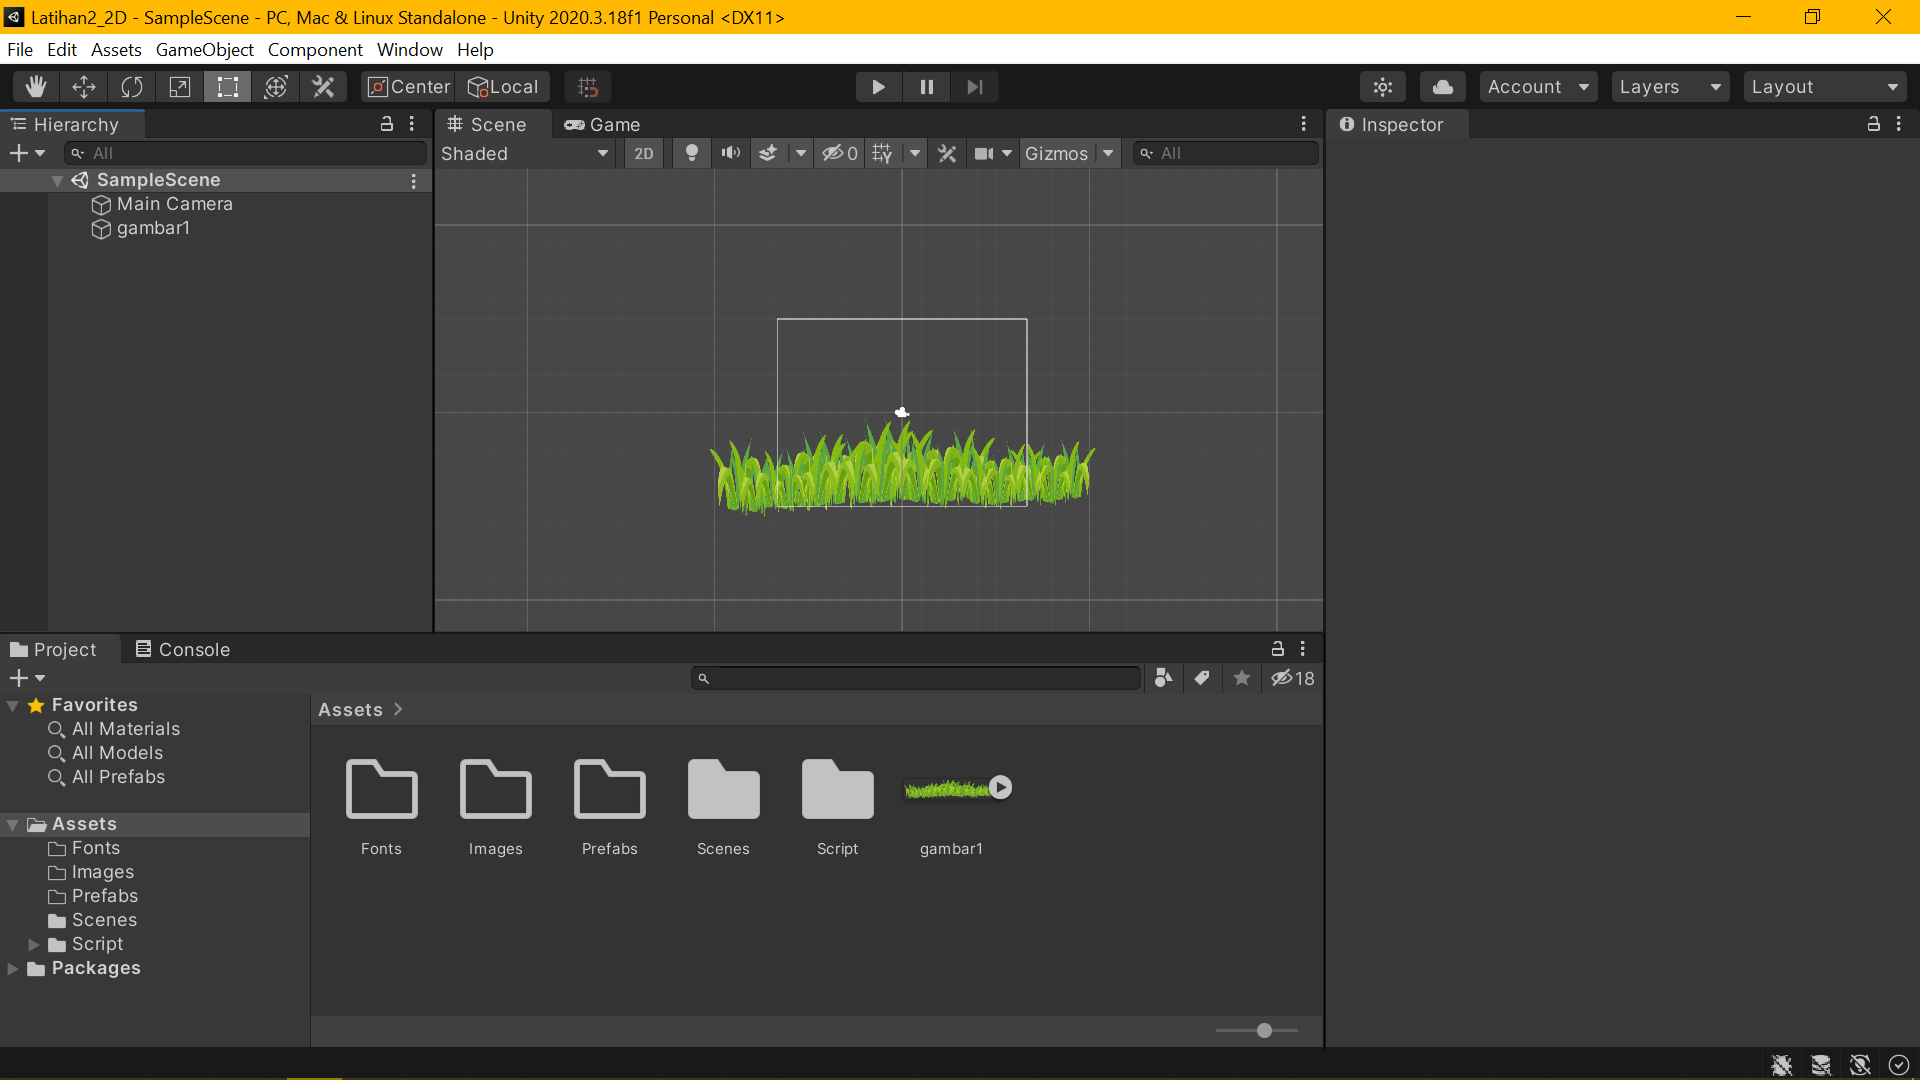 Latihan2_2D - SampleScene - PC, Mac & Linux Standalone - Unity 2020.3.18f1 Personal <DX11>
File Edit Assets GameObject Component Window Help
Center Local Account Layers Layout
Hierarchy
All
SampleScene
Main Camera
gambar1
Scene Game
Shaded 2D 0 Gizmos All
Inspector
Project Console
18
Favorites
All Materials
All Models
All Prefabs
Assets
Fonts
Images
Prefabs
Scenes
Script
Packages
Assets >
Fonts Images Prefabs Scenes Script gambar1